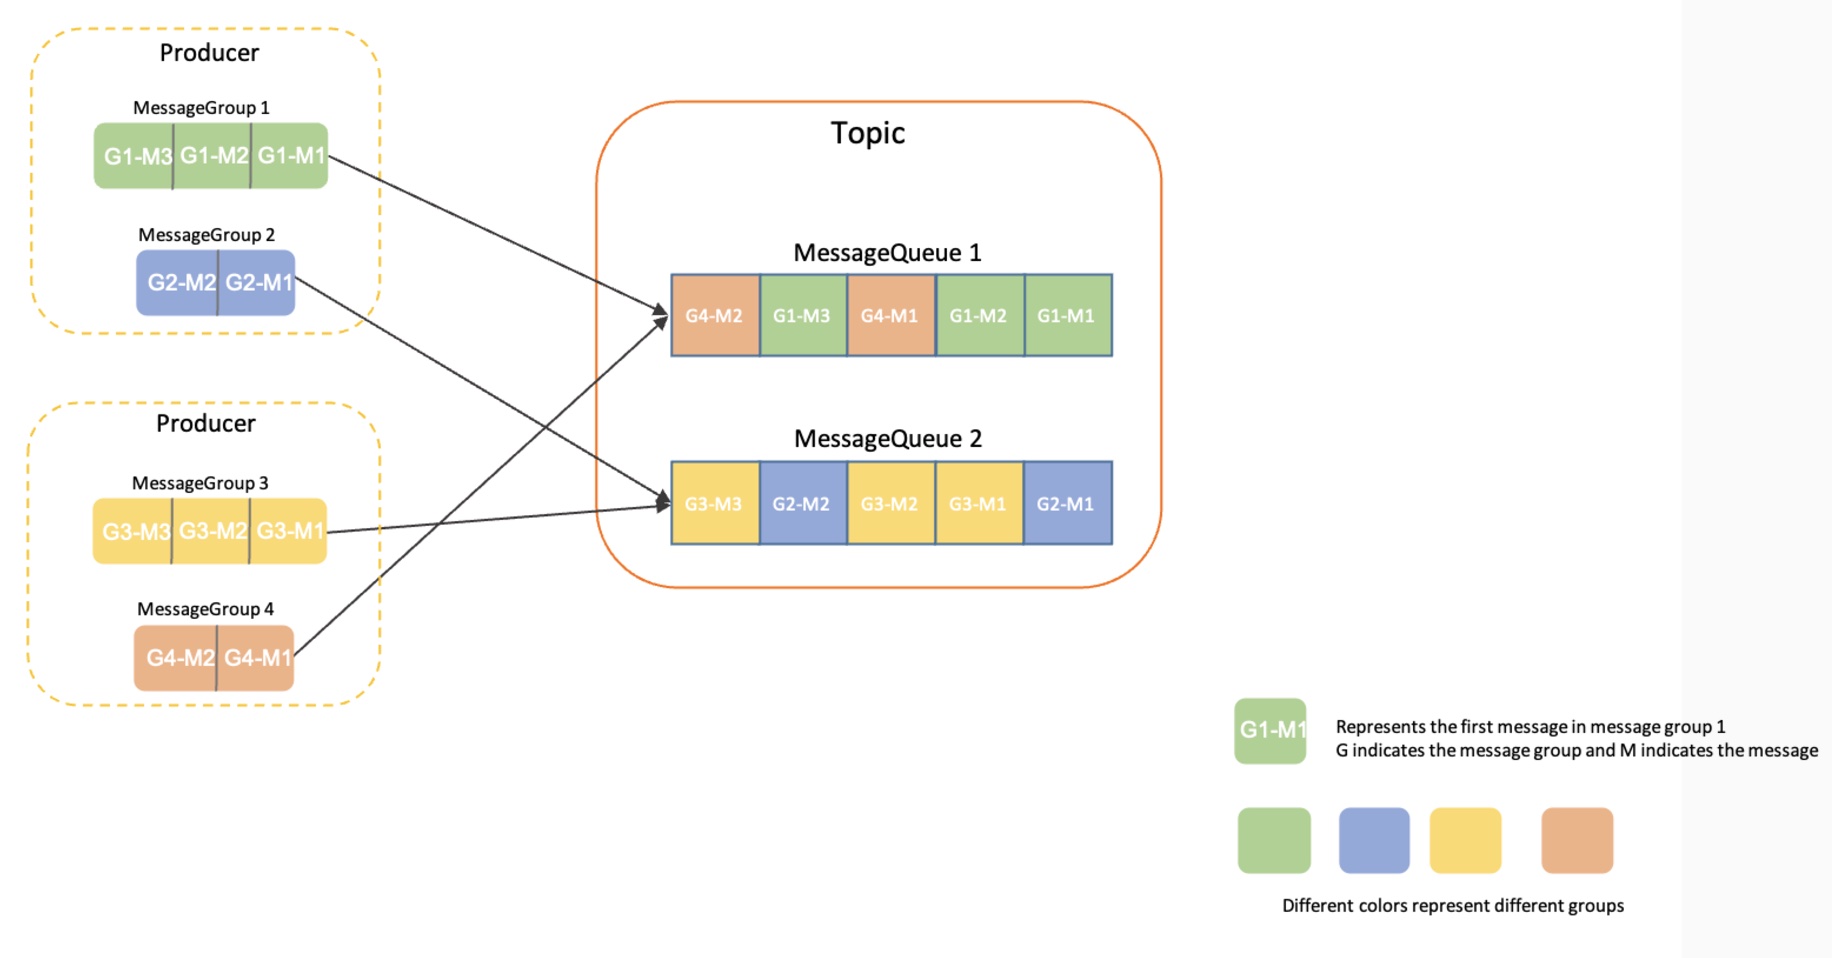 Producer
MessageGroup 1
G1-M3 G1-M2 G1-M1
MessageGroup 2
G2-M2 G2-M1
Producer
MessageGroup 3
G3-M3 G3-M2 G3-M1
MessageGroup 4
G4-M2 G4-M1
Topic
MessageQueue 1
G4-M2 G1-M3 G4-M1 G1-M2 G1-M1
MessageQueue 2
G3-M3 G2-M2 G3-M2 G3-M1 G2-M1
G1-M1
Represents the first message in message group 1
G indicates the message group and M indicates the message
Different colors represent different groups